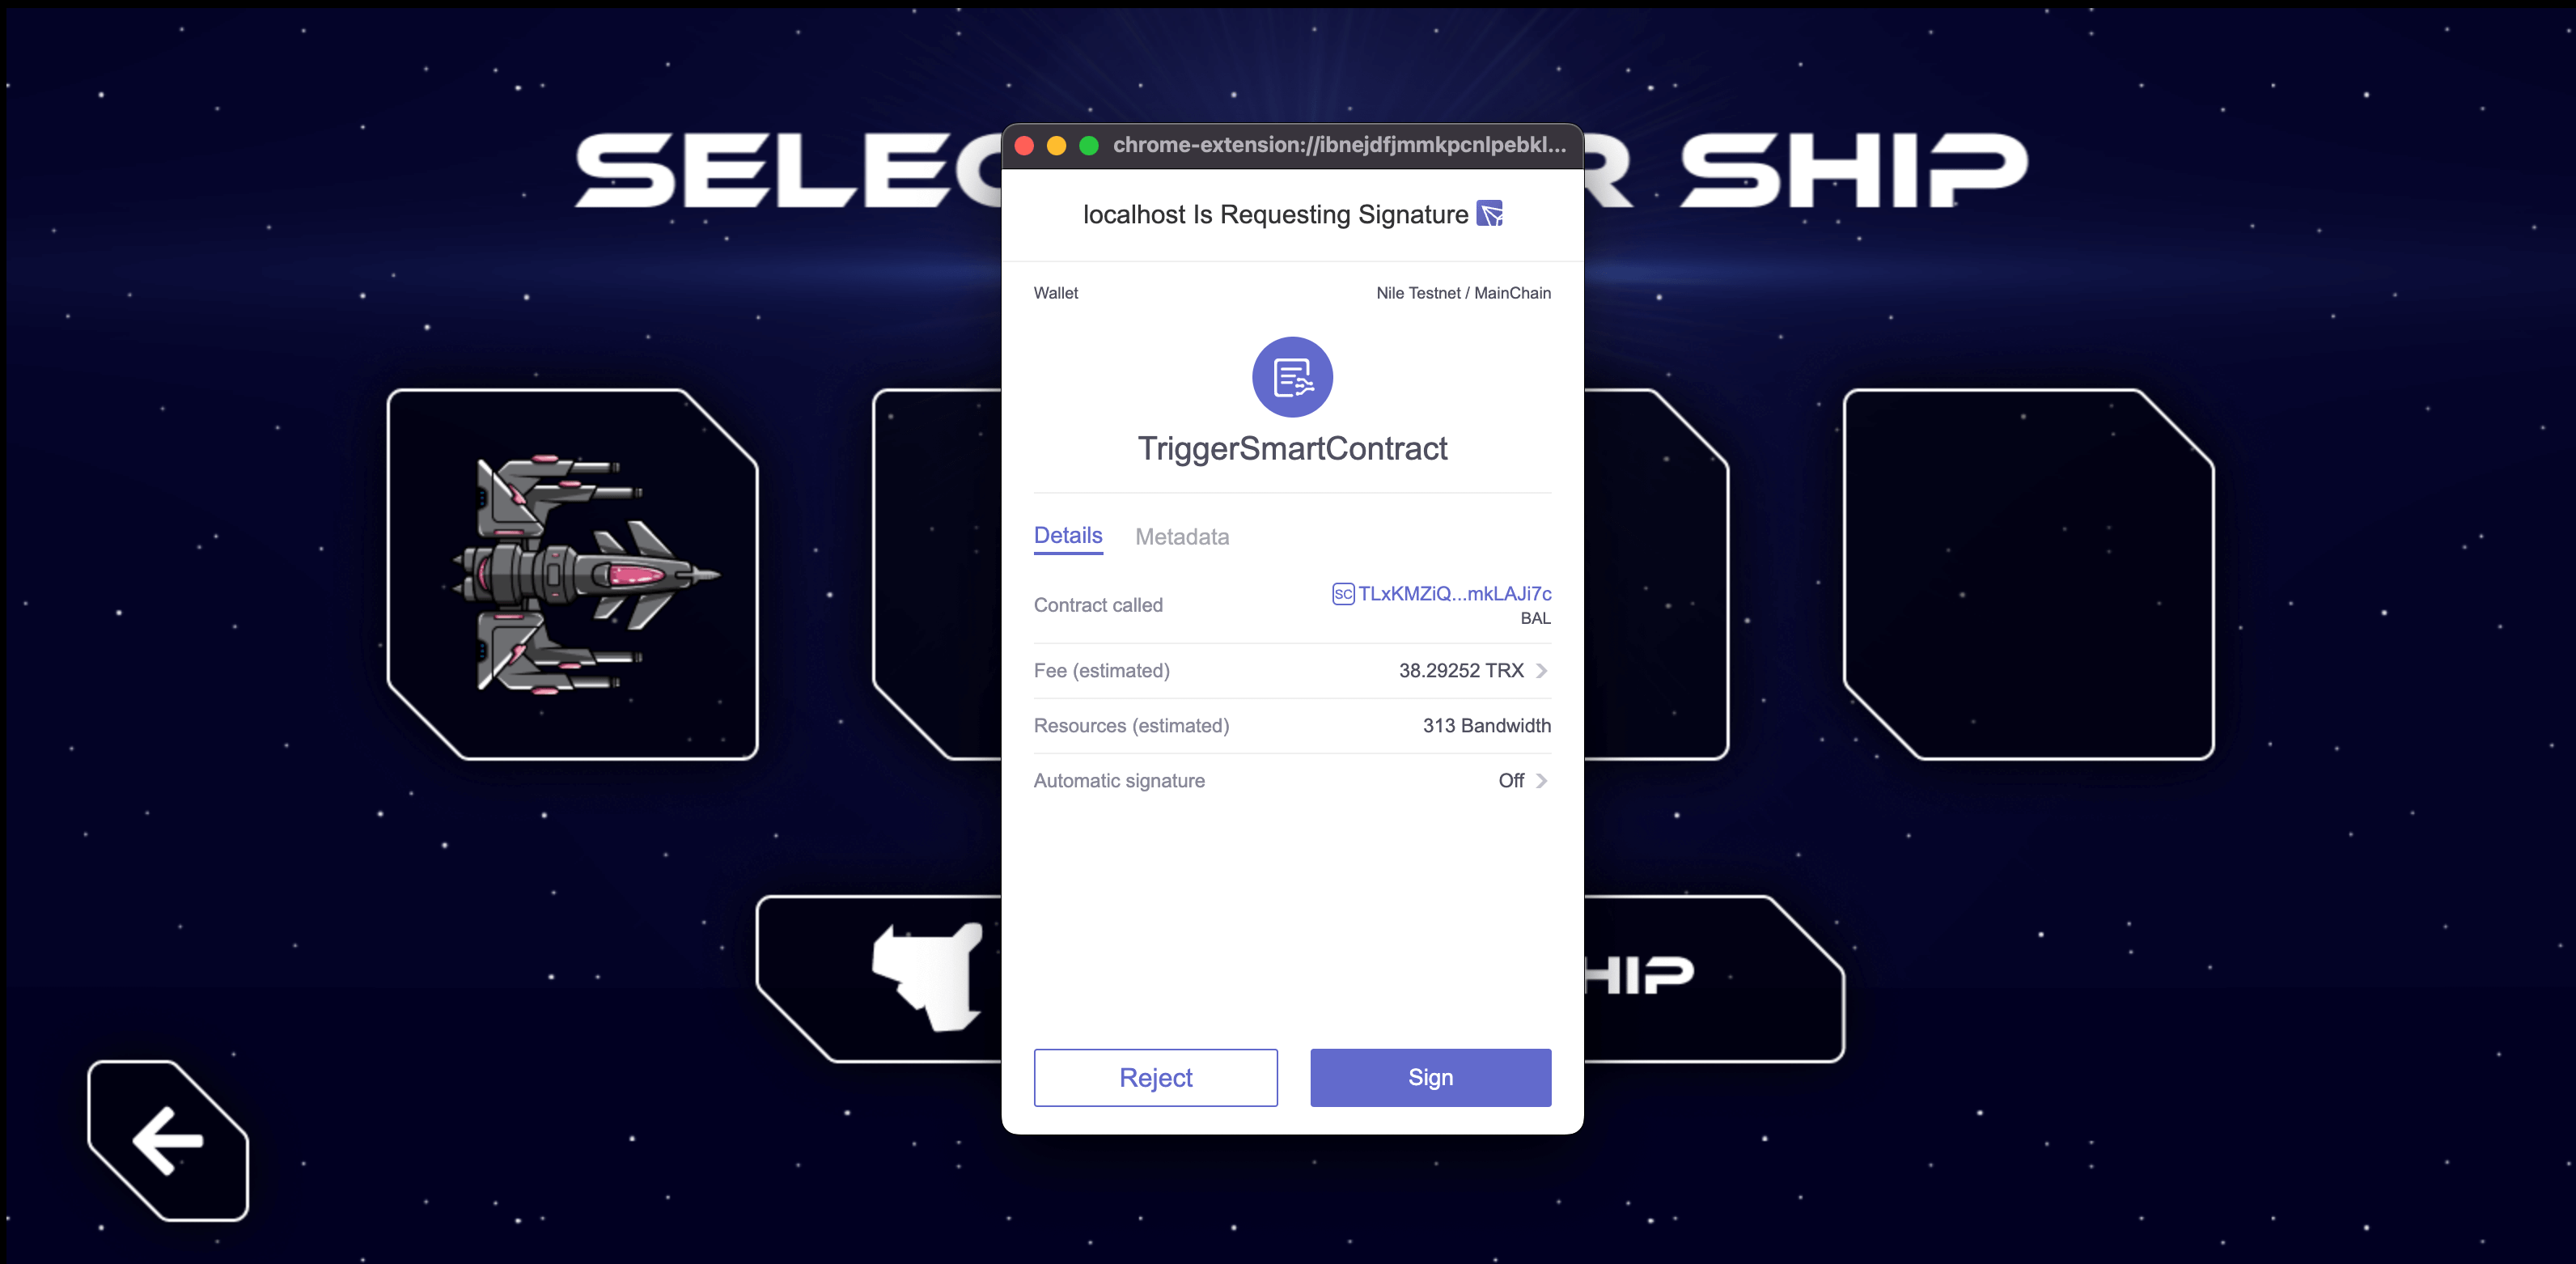 SELEC R SHIP
chrome-extension://ibnejdfjmmkpcnlpebkl...
localhost Is Requesting Signature
Wallet
Nile Testnet / MainChain
TriggerSmartContract
Details Metadata
Contract called
SC TLxKMZiQ...mkLAJi7c
BAL
Fee (estimated) 38.29252 TRX
Resources (estimated) 313 Bandwidth
Automatic signature Off
HIP
Reject Sign